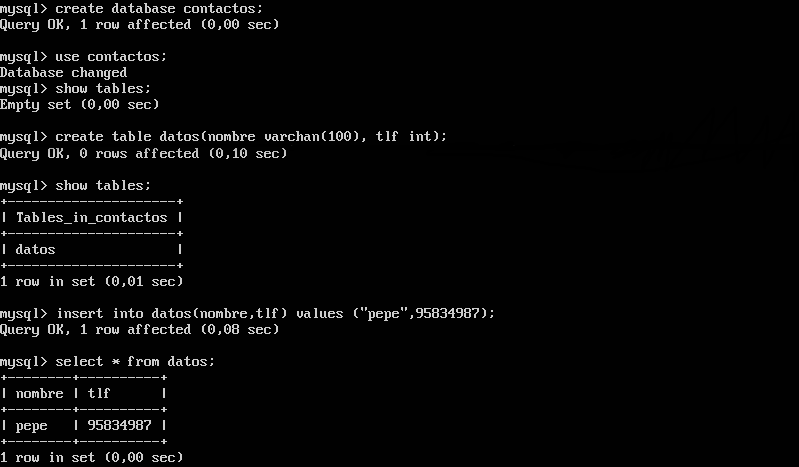 mysql> create database contactos;
Query OK, 1 row affected (0,00 sec)
mysql> use contactos;
Database changed
mysql> show tables;
Empty set (0,00 sec)
mysql> create table datos(nombre varchar(100), tlf int);
Query OK, 0 rows affected (0,10 sec)
mysql> show tables;
+---------------------+
| Tables_in_contactos |
+---------------------+
| datos               |
+---------------------+
1 row in set (0,01 sec)
mysql> insert into datos(nombre,tlf) values ("pepe",95834987);
Query OK, 1 row affected (0,08 sec)
mysql> select * from datos;
+--------+----------+
| nombre | tlf      |
+--------+----------+
| pepe   | 95834987 |
+--------+----------+
1 row in set (0,00 sec)